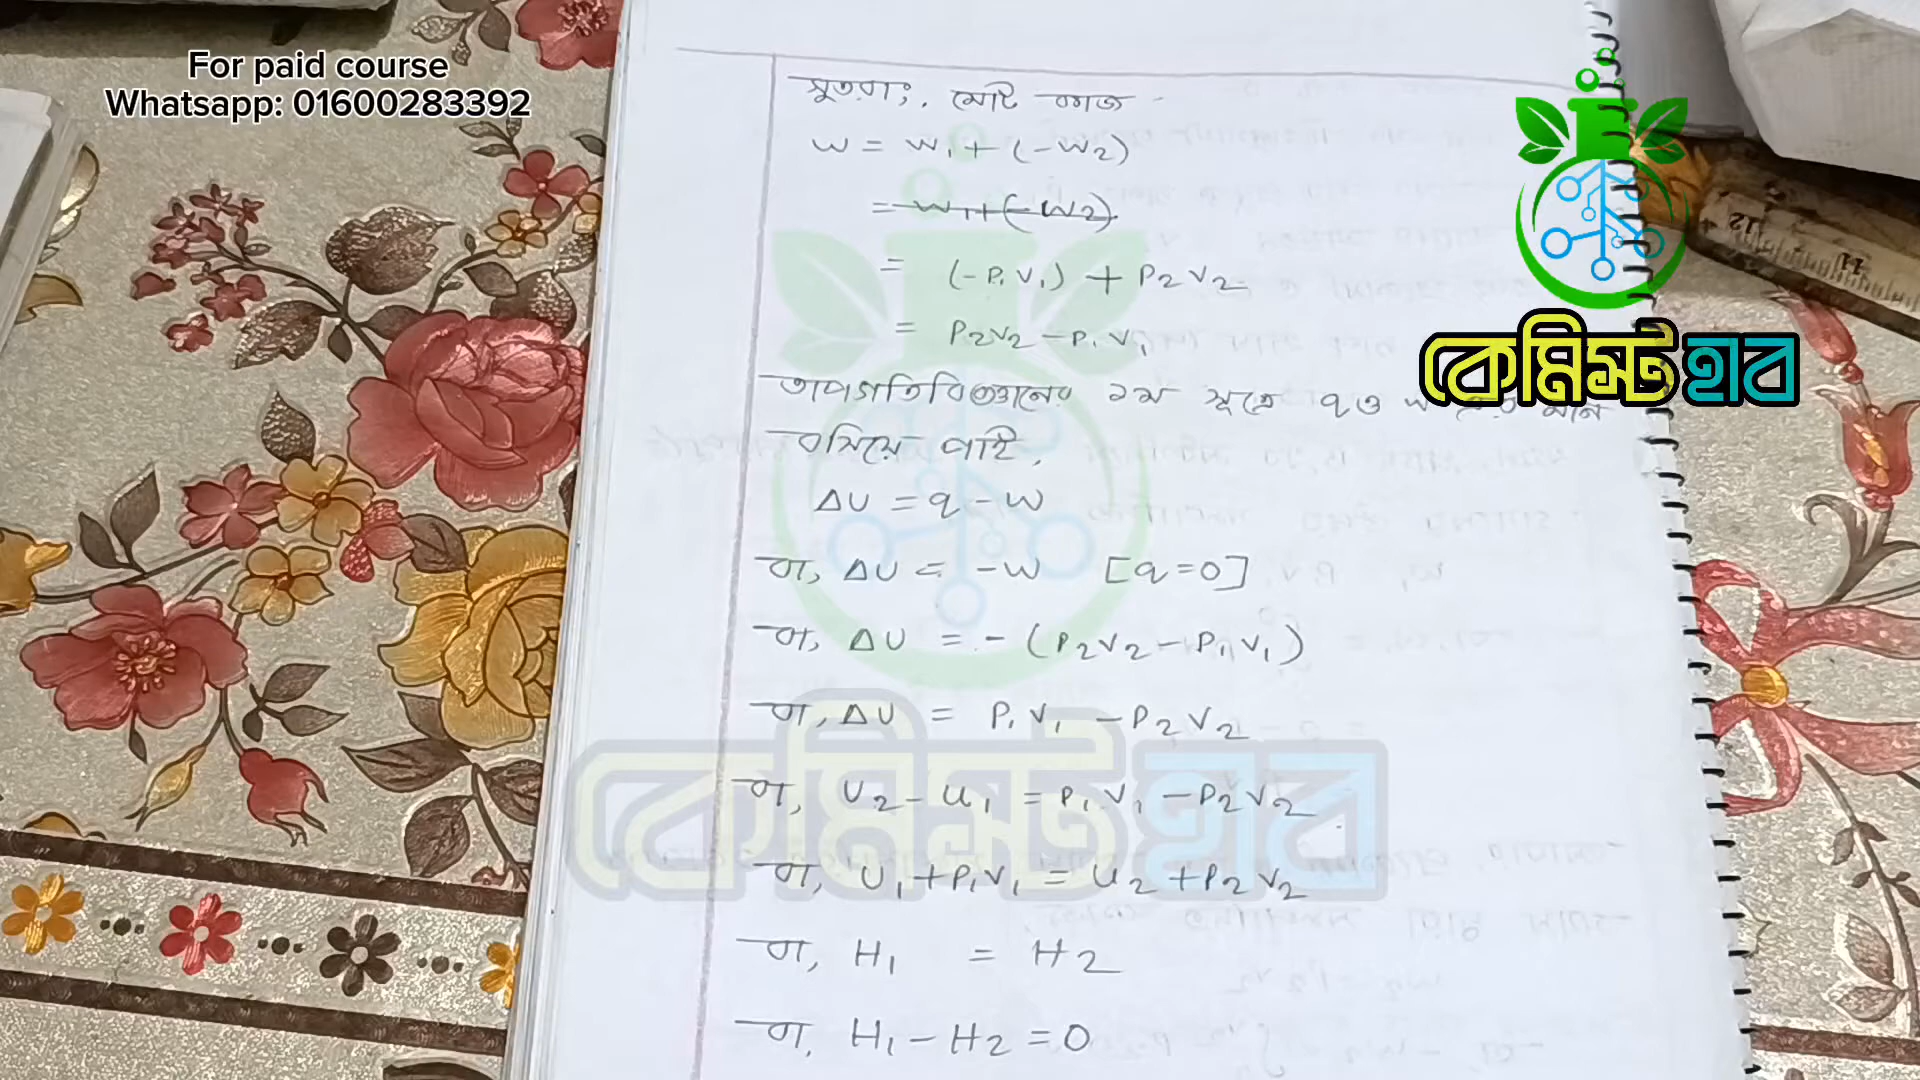 For paid course
Whatsapp: 01600283392
সুতরাং, মোট কাজ -
W = W₁ + (-W₂)
= W₁ + (-W₂)
= (-P₁V₁) + P₂V₂
= P₂V₂ - P₁V₁
তাপগতিবিজ্ঞানের ১ম সূত্রে q ও W এর মান
বসিয়ে পাই,
ΔU = q - W
বা, ΔU = -W [q=0]
বা, ΔU = - (P₂V₂ - P₁V₁)
বা, ΔU = P₁V₁ - P₂V₂
বা, U₂ - U₁ = P₁V₁ - P₂V₂
বা, U₁ + P₁V₁ = U₂ + P₂V₂
বা, H₁ = H₂
বা, H₁ - H₂ = 0
কেমিস্ট হাব
কেমিস্ট হাব
12
11